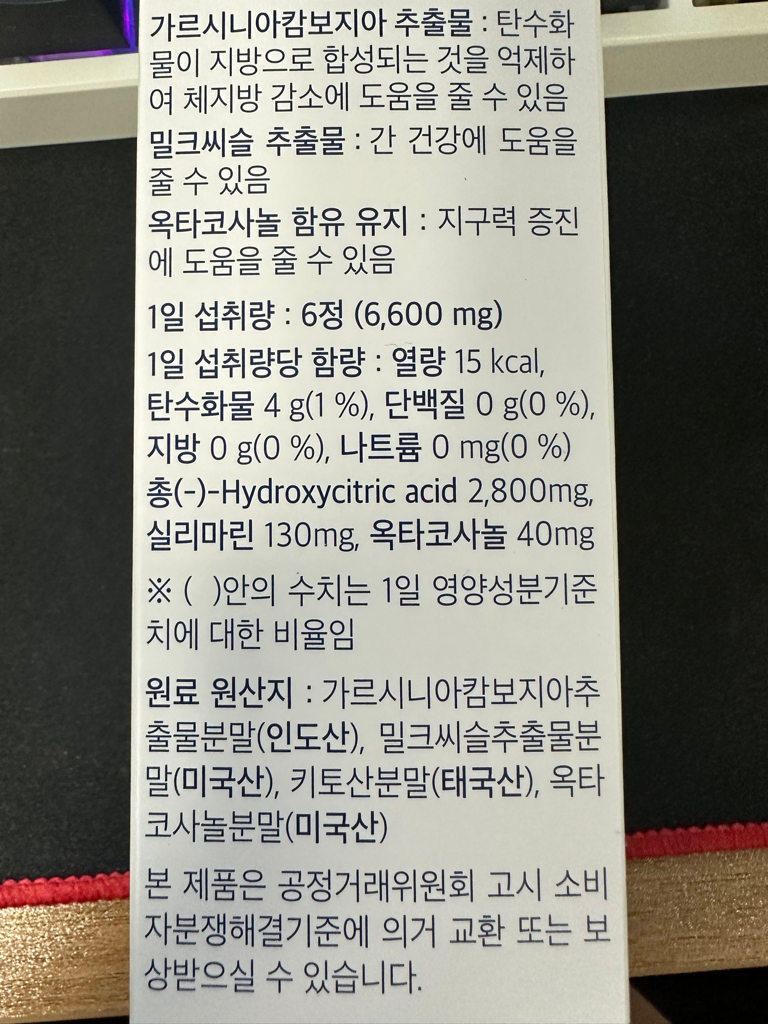 가르시니아캄보지아 추출물 : 탄수화
물이 지방으로 합성되는 것을 억제하
여 체지방 감소에 도움을 줄 수 있음
밀크씨슬 추출물 : 간 건강에 도움을
줄 수 있음
옥타코사놀 함유 유지 : 지구력 증진
에 도움을 줄 수 있음
1일 섭취량 : 6정 (6,600 mg)
1일 섭취량당 함량 : 열량 15 kcal,
탄수화물 4 g(1 %), 단백질 0 g(0 %),
지방 0 g(0 %), 나트륨 0 mg(0 %)
총(-)-Hydroxycitric acid 2,800mg,
실리마린 130mg, 옥타코사놀 40mg
※ (  )안의 수치는 1일 영양성분기준
치에 대한 비율임
원료 원산지 : 가르시니아캄보지아추
출물분말(인도산), 밀크씨슬추출물분
말(미국산), 키토산분말(태국산), 옥타
코사놀분말(미국산)
본 제품은 공정거래위원회 고시 소비
자분쟁해결기준에 의거 교환 또는 보
상받으실 수 있습니다.